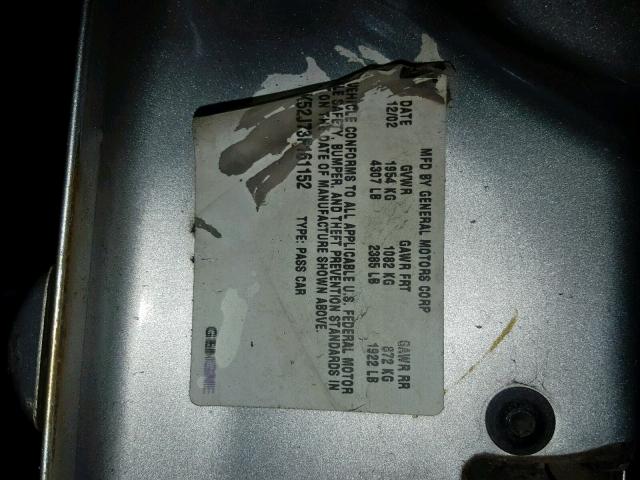 MFD BY GENERAL MOTORS CORP
DATE GVWR GAWR FRT GAWR RR
12/02 1954 KG 1082 KG 872 KG
4307 LB 2385 LB 1922 LB
VEHICLE CONFORMS TO ALL APPLICABLE U.S. FEDERAL MOTOR
SAFETY, BUMPER, AND THEFT PREVENTION STANDARDS IN
ON THE DATE OF MANUFACTURE SHOWN ABOVE.
TYPE: PASS CAR